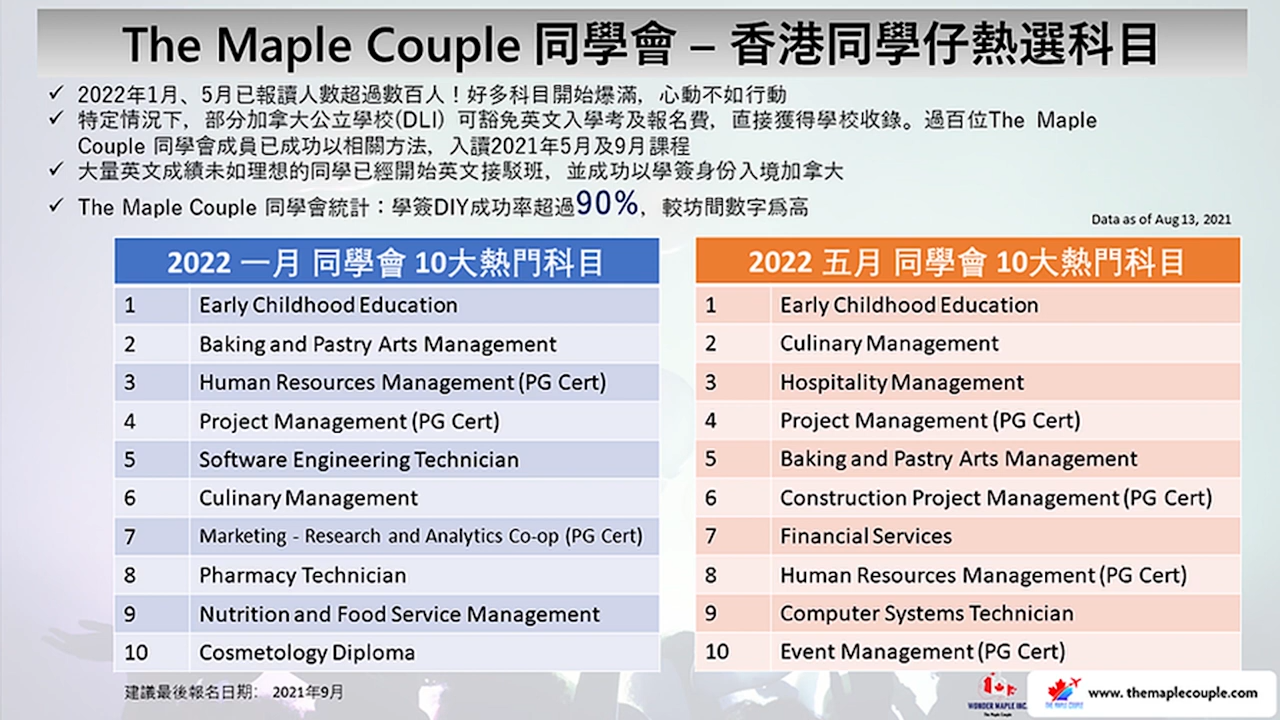 The Maple Couple 同學會 – 香港同學仔熱選科目
✓ 2022年1月、5月已報讀人數超過數百人！好多科目開始爆滿，心動不如行動
✓ 特定情況下，部分加拿大公立學校(DLI) 可豁免英文入學考及報名費，直接獲得學校收錄。過百位The Maple
Couple 同學會成員已成功以相關方法，入讀2021年5月及9月課程
✓ 大量英文成績未如理想的同學已經開始英文接駁班，並成功以學簽身份入境加拿大
✓ The Maple Couple 同學會統計：學簽DIY成功率超過90%，較坊間數字為高
Data as of Aug 13, 2021
2022 一月 同學會 10大熱門科目
1 Early Childhood Education
2 Baking and Pastry Arts Management
3 Human Resources Management (PG Cert)
4 Project Management (PG Cert)
5 Software Engineering Technician
6 Culinary Management
7 Marketing - Research and Analytics Co-op (PG Cert)
8 Pharmacy Technician
9 Nutrition and Food Service Management
10 Cosmetology Diploma
2022 五月 同學會 10大熱門科目
1 Early Childhood Education
2 Culinary Management
3 Hospitality Management
4 Project Management (PG Cert)
5 Baking and Pastry Arts Management
6 Construction Project Management (PG Cert)
7 Financial Services
8 Human Resources Management (PG Cert)
9 Computer Systems Technician
10 Event Management (PG Cert)
建議最後報名日期： 2021年9月
WONDER MAPLE INC.
The Maple Couple
THE MAPLE COUPLE
www. themaplecouple.com